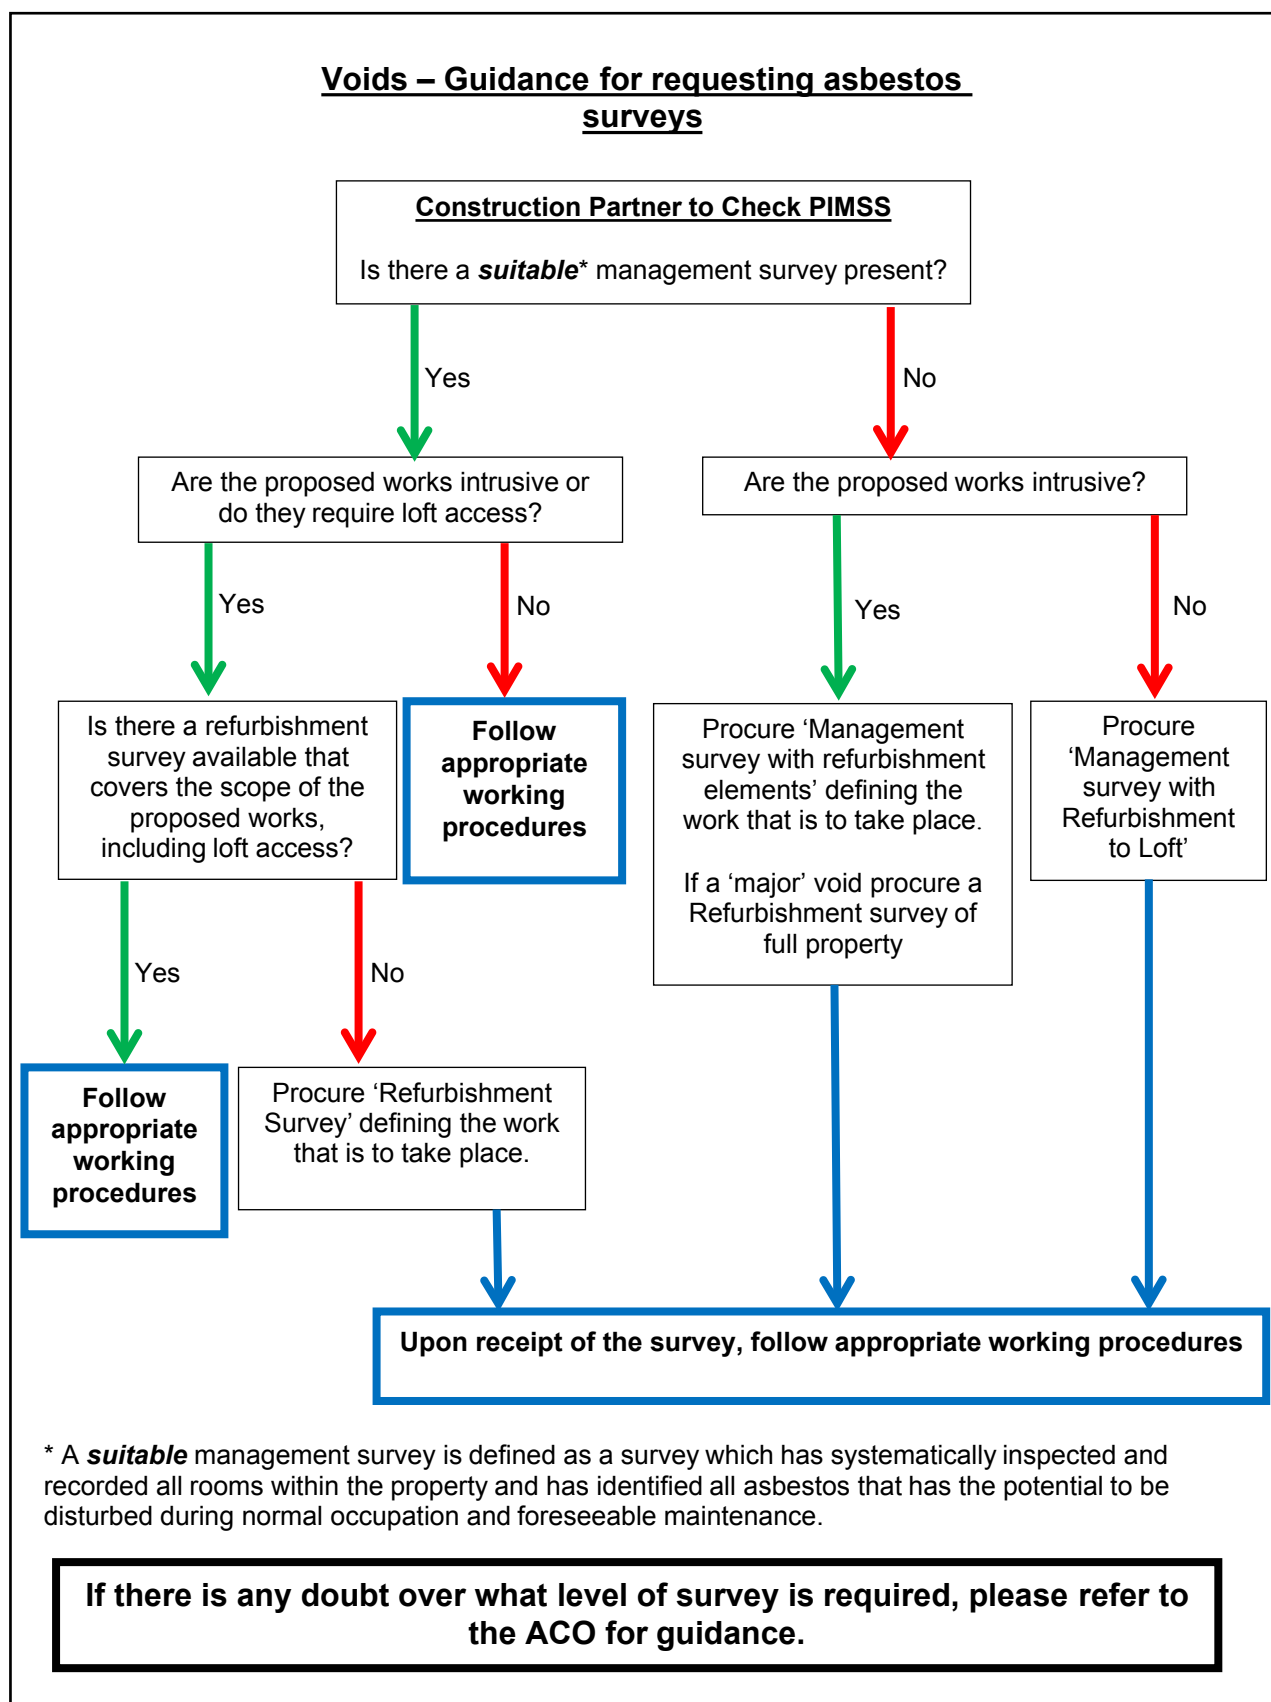 Voids – Guidance for requesting asbestos
surveys
Construction Partner to Check PIMSS
Is there a suitable* management survey present?
Yes
No
Are the proposed works intrusive or
do they require loft access?
Are the proposed works intrusive?
Yes
No
Yes
No
Is there a refurbishment
survey available that
covers the scope of the
proposed works,
including loft access?
Follow
appropriate
working
procedures
Procure ‘Management
survey with refurbishment
elements’ defining the
work that is to take place.
If a ‘major’ void procure a
Refurbishment survey of
full property
Procure
‘Management
survey with
Refurbishment
to Loft’
Yes
No
Follow
appropriate
working
procedures
Procure ‘Refurbishment
Survey’ defining the work
that is to take place.
Upon receipt of the survey, follow appropriate working procedures
* A suitable management survey is defined as a survey which has systematically inspected and
recorded all rooms within the property and has identified all asbestos that has the potential to be
disturbed during normal occupation and foreseeable maintenance.
If there is any doubt over what level of survey is required, please refer to
the ACO for guidance.